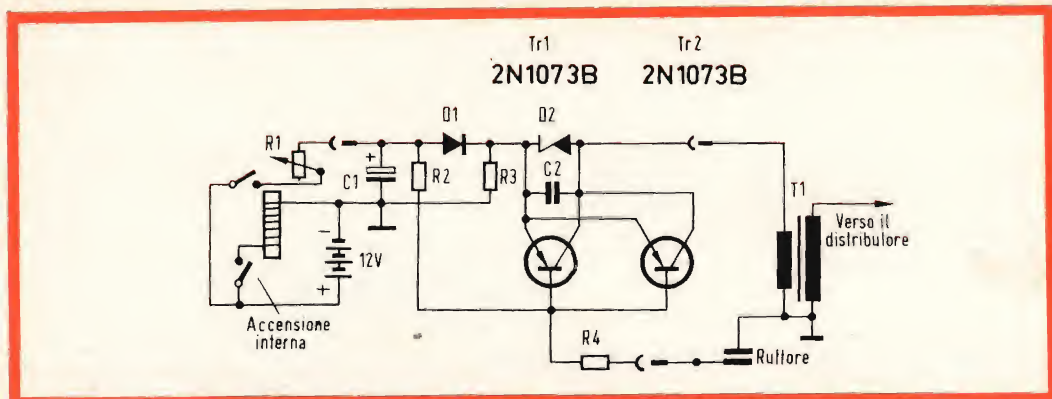 Tr1 Tr2
2N1073B 2N1073B
D1 D2
R1
+
C1
R2
R3
C2
T1
Verso il
distributore
-
12V
+
Accensione
interna
R4
Ruttore